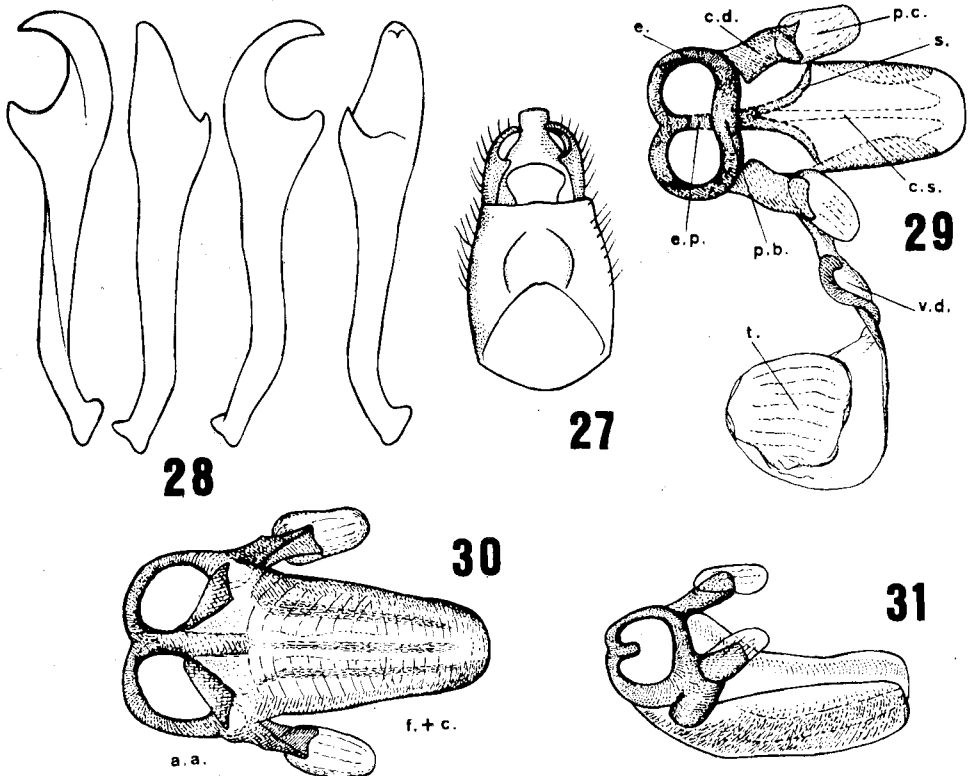 e.
c.d.
p.c.
s.
c.s.
29
e.p.
p.b.
v.d.
t.
27
28
30
31
f.+c.
a.a.